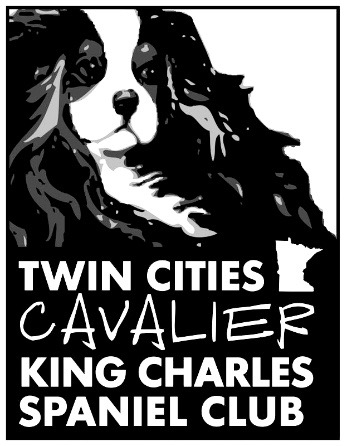 TWIN CITIES
CAVALIER
KING CHARLES
SPANIEL CLUB